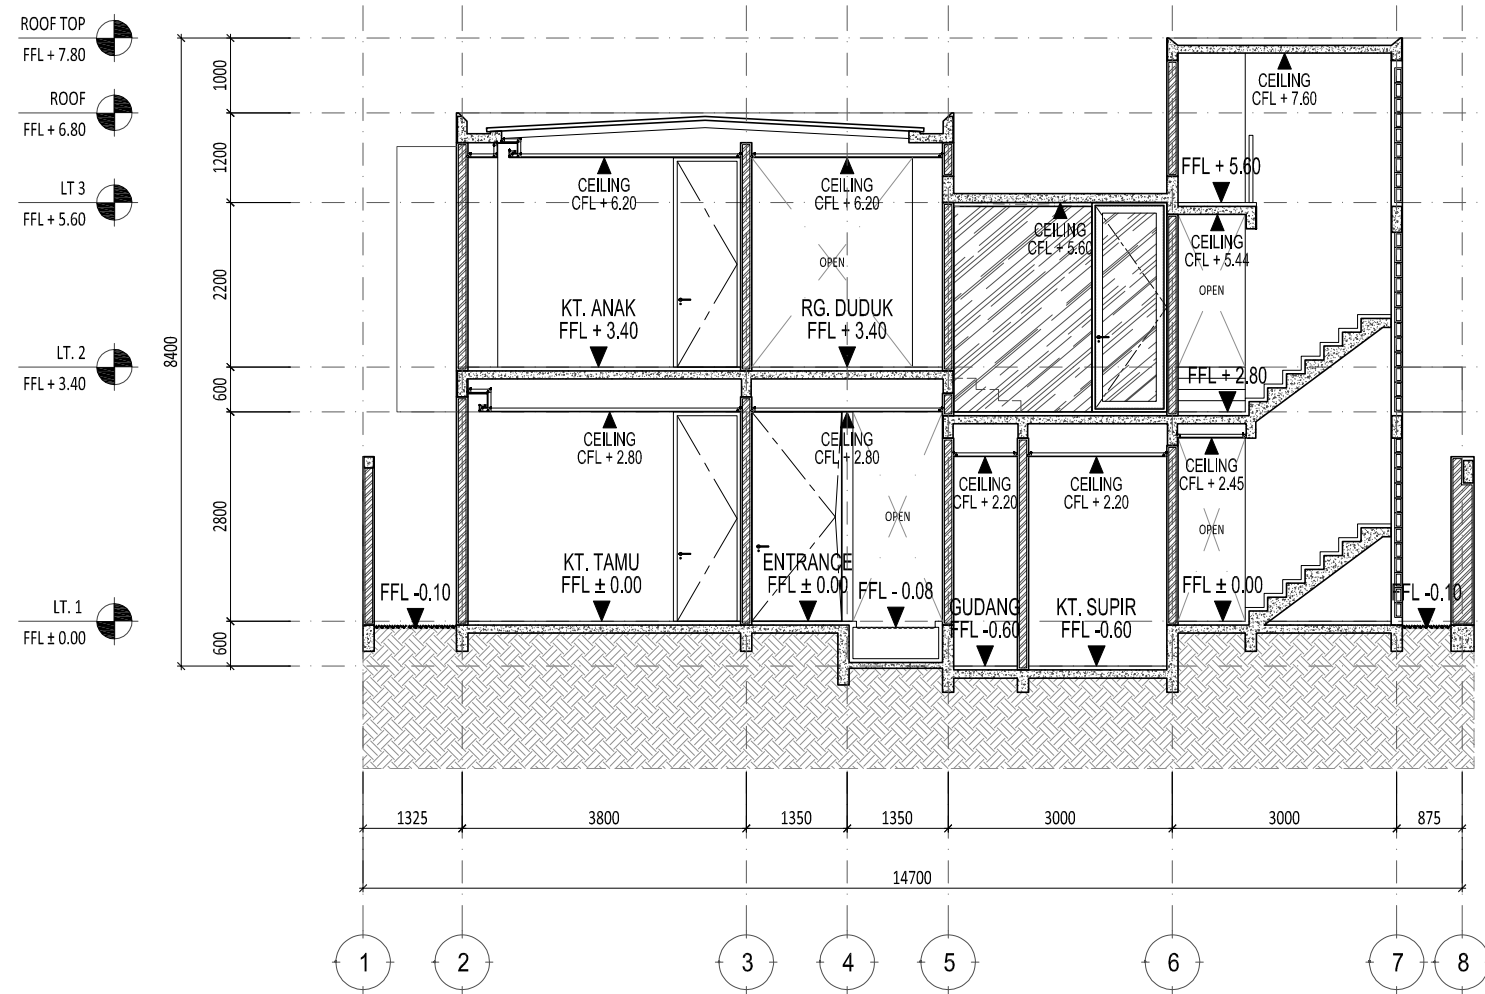 ROOF TOP
FFL + 7.80
ROOF
FFL + 6.80
LT 3
FFL + 5.60
LT. 2
FFL + 3.40
LT. 1
FFL ± 0.00
8400
1000
1200
2200
600
2800
600
CEILING
CFL + 7.60
FFL + 5.60
CEILING
CFL + 6.20
CEILING
CFL + 6.20
CEILING
CFL + 5.60
CEILING
CFL + 5.44
OPEN
OPEN
KT. ANAK
FFL + 3.40
RG. DUDUK
FFL + 3.40
FFL + 2.80
CEILING
CFL + 2.80
CEILING
CFL + 2.80
CEILING
CFL + 2.20
CEILING
CFL + 2.20
CEILING
CFL + 2.45
OPEN
OPEN
FFL -0.10
KT. TAMU
FFL ± 0.00
ENTRANCE
FFL ± 0.00
FFL - 0.08
GUDANG
FFL -0.60
KT. SUPIR
FFL -0.60
FFL ± 0.00
FFL -0.10
1325
3800
1350
1350
3000
3000
875
14700
1
2
3
4
5
6
7
8